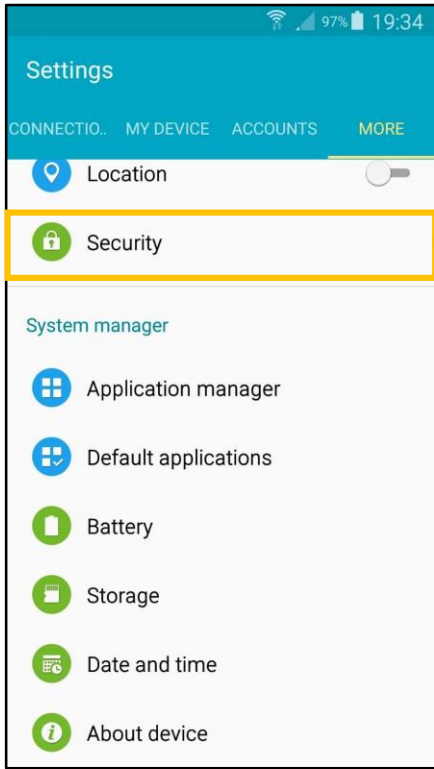 97% 19:34
Settings
CONNECTIO.. MY DEVICE ACCOUNTS MORE
Location
Security
System manager
Application manager
Default applications
Battery
Storage
Date and time
About device